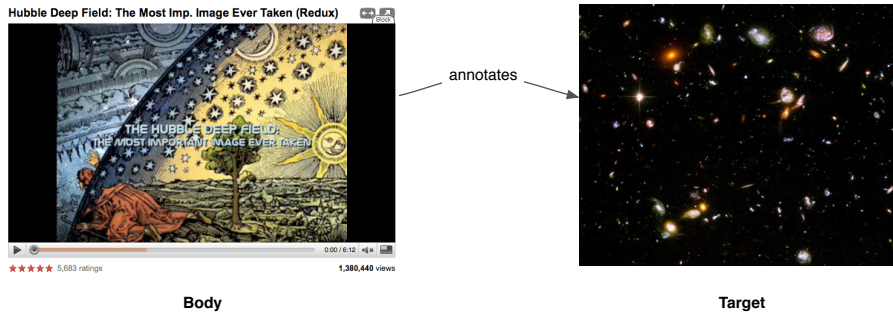 Hubble Deep Field: The Most Imp. Image Ever Taken (Redux)
Block
annotates
THE HUBBLE DEEP FIELD:
THE MOST IMPORTANT IMAGE EVER TAKEN
0:00 / 6:12
5,683 ratings
1,380,440 views
Body
Target